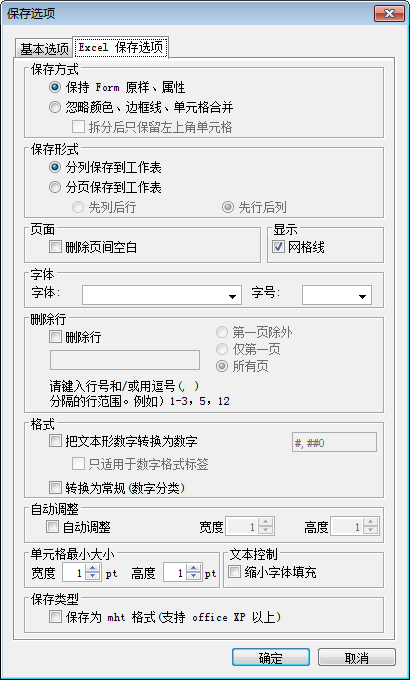 保存选项
基本选项 Excel 保存选项
保存方式
保持 Form 原样、属性
忽略颜色、边框线、单元格合并
拆分后只保留左上角单元格
保存形式
分列保存到工作表
分页保存到工作表
先列后行 先行后列
页面 显示
删除页间空白 网格线
字体
字体: 字号:
删除行
删除行 第一页除外
仅第一页
所有页
请键入行号和/或用逗号(, )
分隔的行范围。例如) 1-3, 5, 12
格式
把文本形数字转换为数字 #, ##0
只适用于数字格式标签
转换为常规(数字分类)
自动调整
自动调整 宽度 1 高度 1
单元格最小大小 文本控制
宽度 1 pt 高度 1 pt 缩小字体填充
保存类型
保存为 mht 格式(支持 office XP 以上)
确定 取消